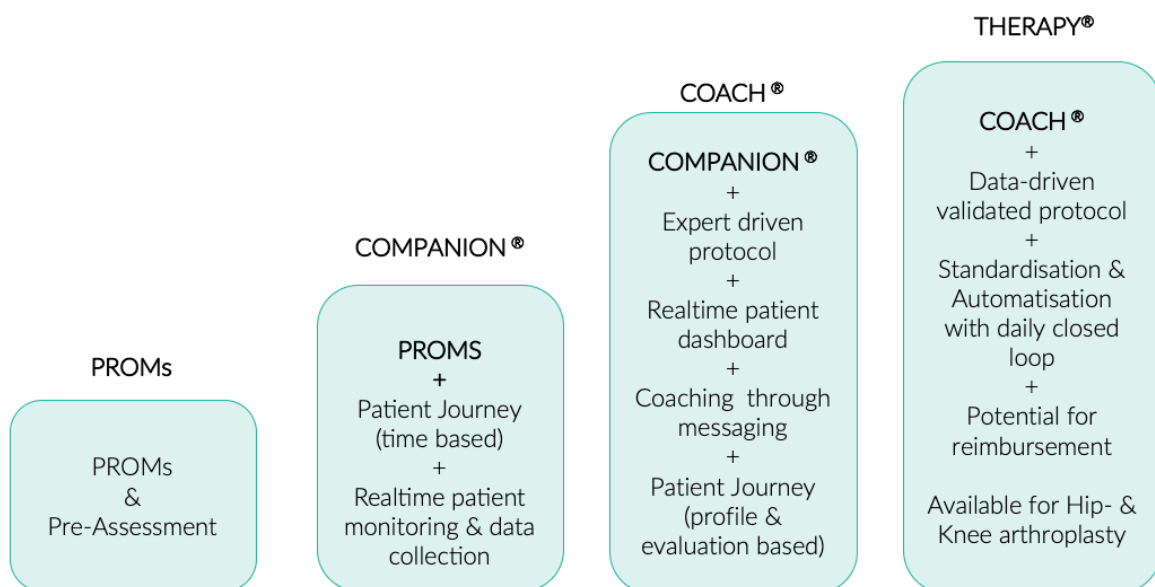 PROMs
PROMs
&
Pre-Assessment
COMPANION ®
PROMS
+
Patient Journey
(time based)
+
Realtime patient
monitoring & data
collection
COACH ®
COMPANION ®
+
Expert driven
protocol
+
Realtime patient
dashboard
+
Coaching through
messaging
+
Patient Journey
(profile &
evaluation based)
THERAPY®
COACH ®
+
Data-driven
validated protocol
+
Standardisation &
Automatisation
with daily closed
loop
+
Potential for
reimbursement
Available for Hip- &
Knee arthroplasty